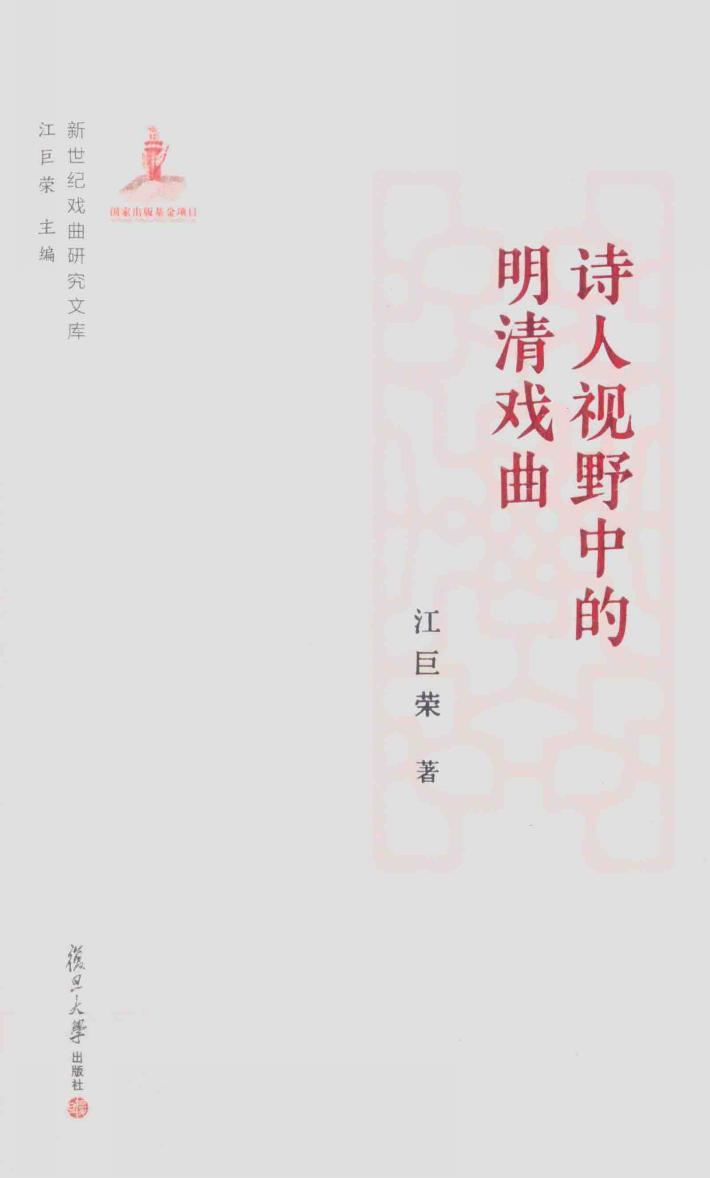 诗人视野中的
明清戏曲
江巨荣 著
国家出版基金项目
新世纪戏曲研究文库
江巨荣 主编
復旦大學
出版社